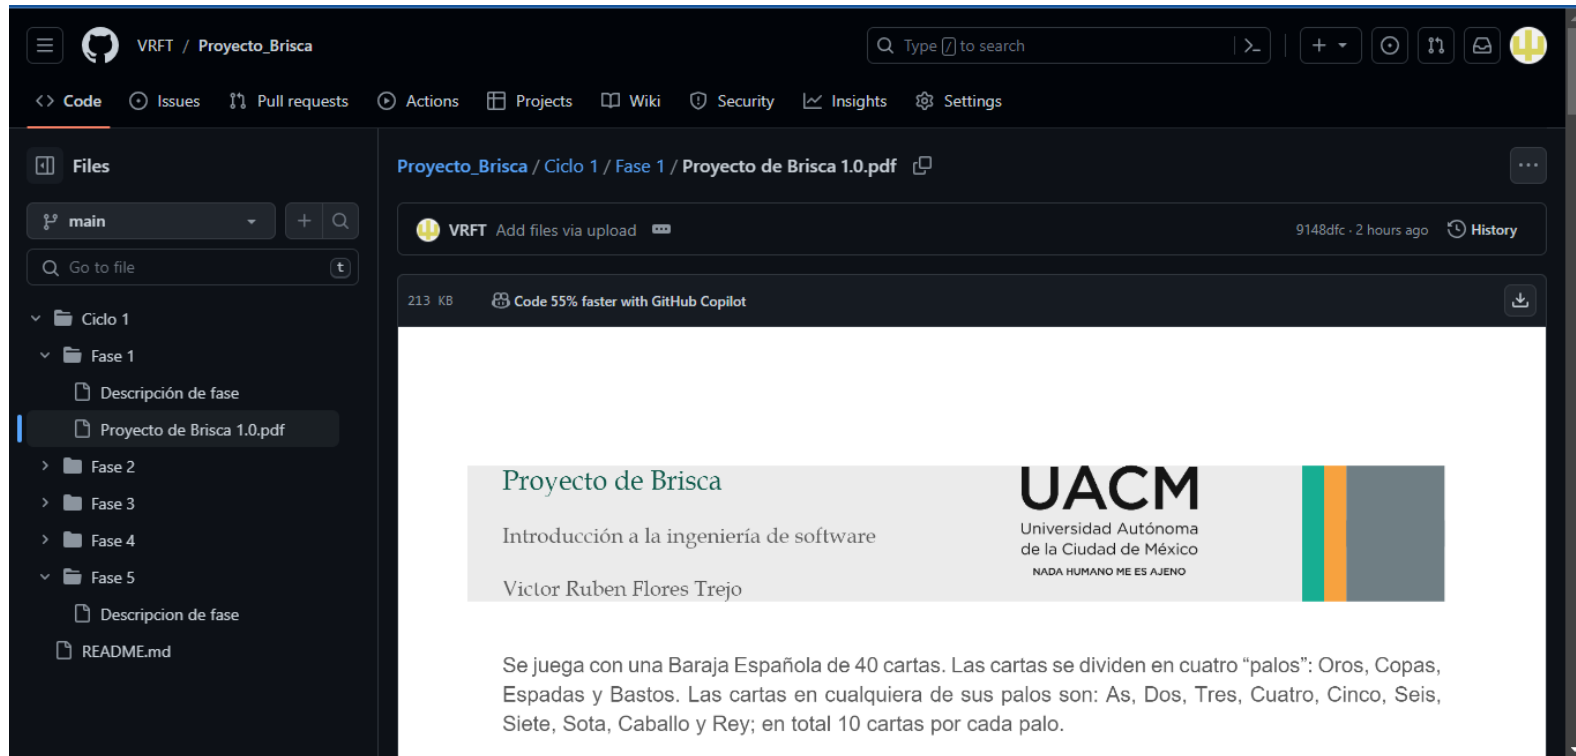 VRFT / Proyecto_Brisca
Type / to search
Code
Issues
Pull requests
Actions
Projects
Wiki
Security
Insights
Settings
Files
main
Go to file
t
Ciclo 1
Fase 1
Descripción de fase
Proyecto de Brisca 1.0.pdf
Fase 2
Fase 3
Fase 4
Fase 5
Descripcion de fase
README.md
Proyecto_Brisca / Ciclo 1 / Fase 1 / Proyecto de Brisca 1.0.pdf
VRFT Add files via upload
9148dfc · 2 hours ago
History
213 KB
Code 55% faster with GitHub Copilot
Proyecto de Brisca
Introducción a la ingeniería de software
Victor Ruben Flores Trejo
UACM
Universidad Autónoma
de la Ciudad de México
NADA HUMANO ME ES AJENO
Se juega con una Baraja Española de 40 cartas. Las cartas se dividen en cuatro “palos”: Oros, Copas,
Espadas y Bastos. Las cartas en cualquiera de sus palos son: As, Dos, Tres, Cuatro, Cinco, Seis,
Siete, Sota, Caballo y Rey; en total 10 cartas por cada palo.